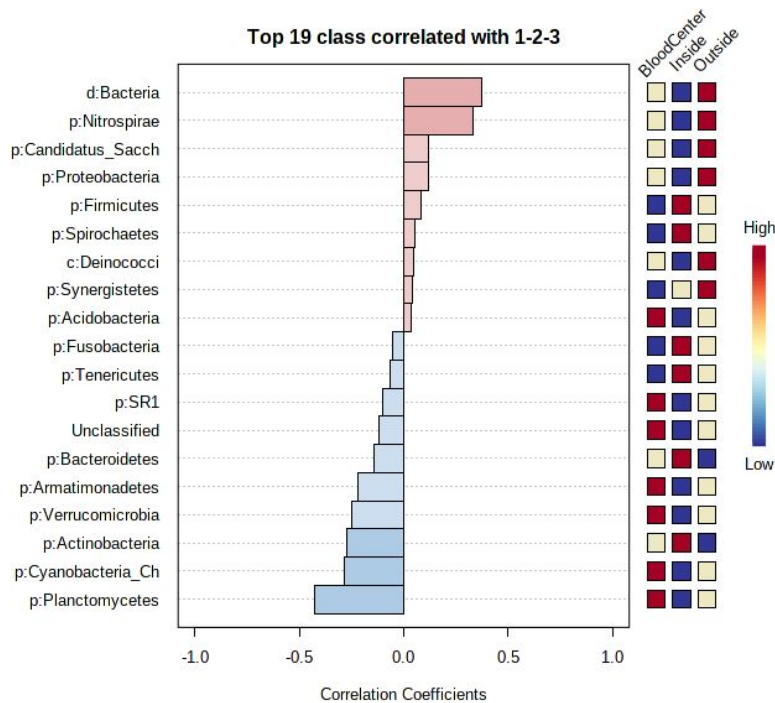 Top 19 class correlated with 1-2-3
BloodCenter
Inside
Outside
d:Bacteria
p:Nitrospirae
p:Candidatus_Sacch
p:Proteobacteria
p:Firmicutes
p:Spirochaetes
c:Deinococci
p:Synergistetes
p:Acidobacteria
p:Fusobacteria
p:Tenericutes
p:SR1
Unclassified
p:Bacteroidetes
p:Armatimonadetes
p:Verrucomicrobia
p:Actinobacteria
p:Cyanobacteria_Ch
p:Planctomycetes
High
Low
-1.0 -0.5 0.0 0.5 1.0
Correlation Coefficients